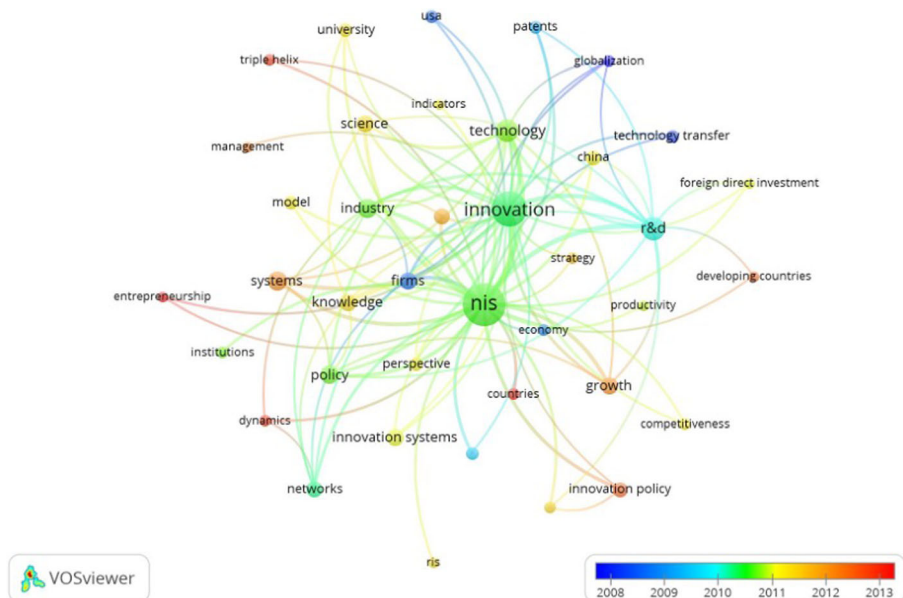 usa
university
patents
triple helix
globalization
indicators
science
technology
technology transfer
management
china
foreign direct investment
model
industry
innovation
r&d
strategy
systems
firms
developing countries
entrepreneurship
knowledge
nis
productivity
economy
institutions
perspective
policy
countries
growth
dynamics
competitiveness
innovation systems
networks
innovation policy
ris
VOSviewer
2008 2009 2010 2011 2012 2013